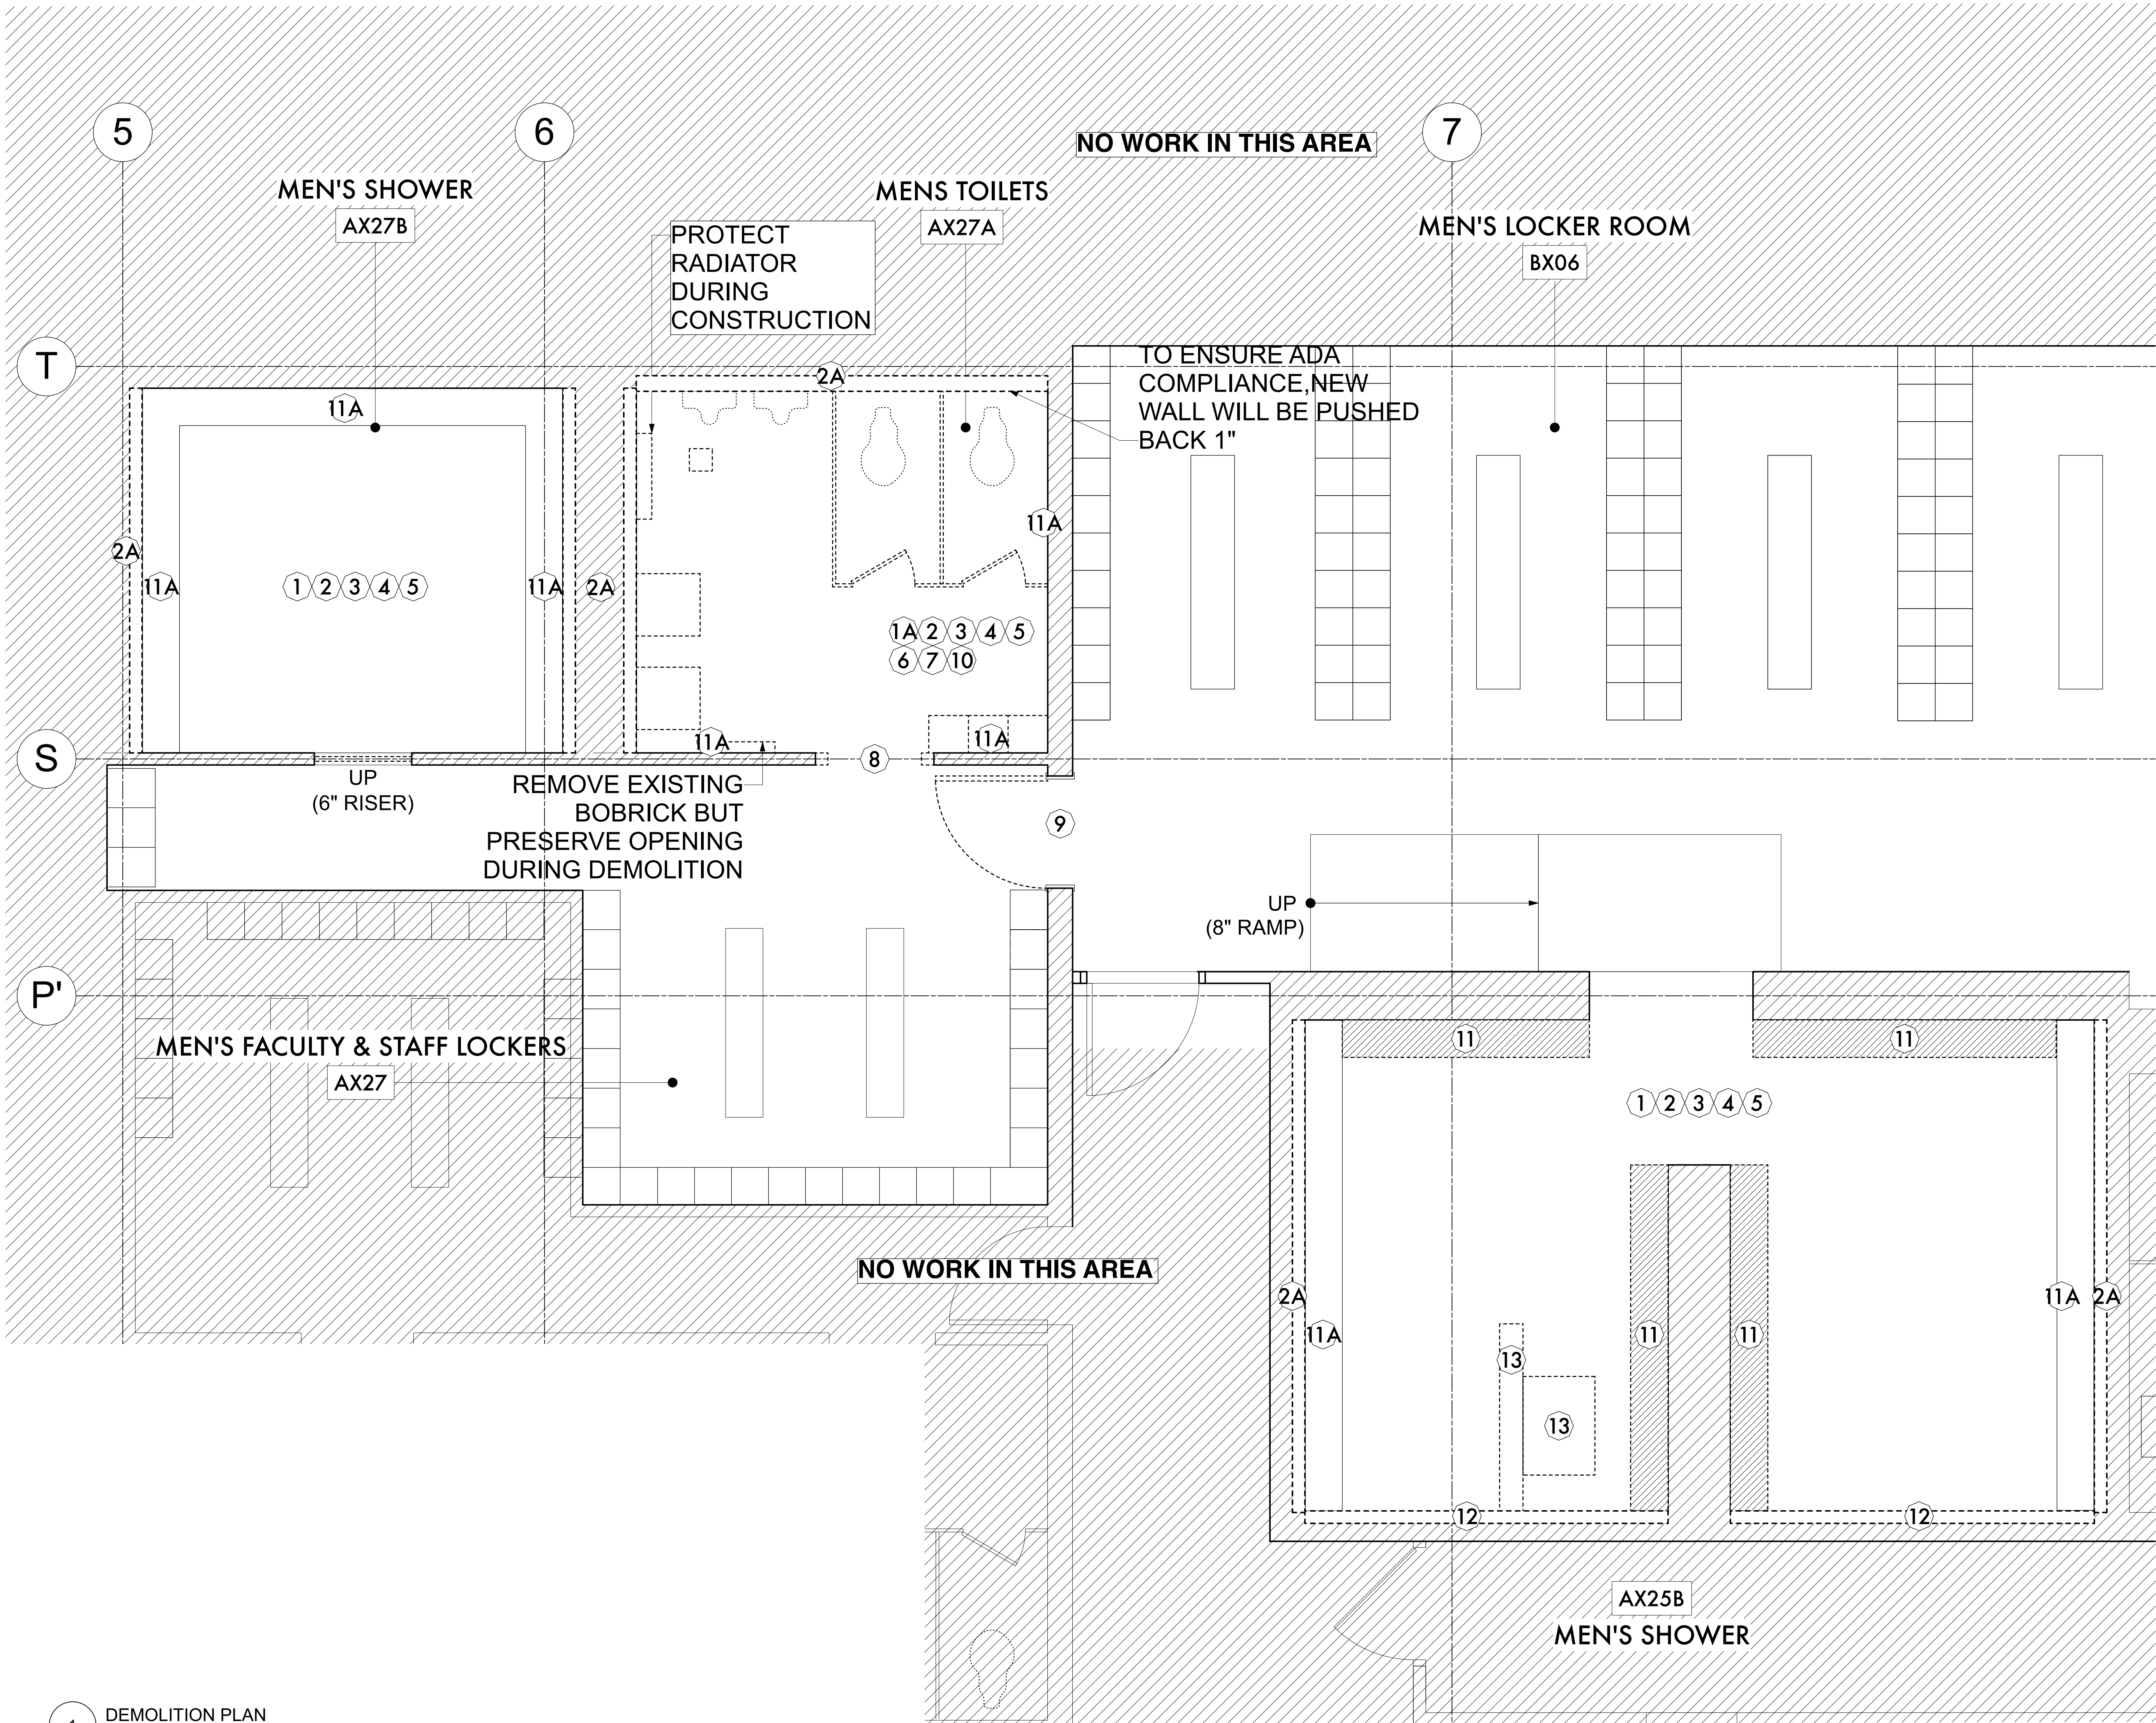 5
6
7
NO WORK IN THIS AREA
MEN'S SHOWER
AX27B
MENS TOILETS
AX27A
MEN'S LOCKER ROOM
BX06
PROTECT
RADIATOR
DURING
CONSTRUCTION
T
2A
TO ENSURE ADA
COMPLIANCE,NEW
WALL WILL BE PUSHED
BACK 1"
11A
11A
2A
11A
1 2 3 4 5
11A
2A
1A 2 3 4 5
6 7 10
11A
11A
S
8
UP
(6" RISER)
REMOVE EXISTING
BOBRICK BUT
PRESERVE OPENING
DURING DEMOLITION
9
UP
(8" RAMP)
P'
MEN'S FACULTY & STAFF LOCKERS
AX27
11
11
1 2 3 4 5
NO WORK IN THIS AREA
2A
11A
2A
11A
11
11
13
13
12
12
AX25B
MEN'S SHOWER
DEMOLITION PLAN